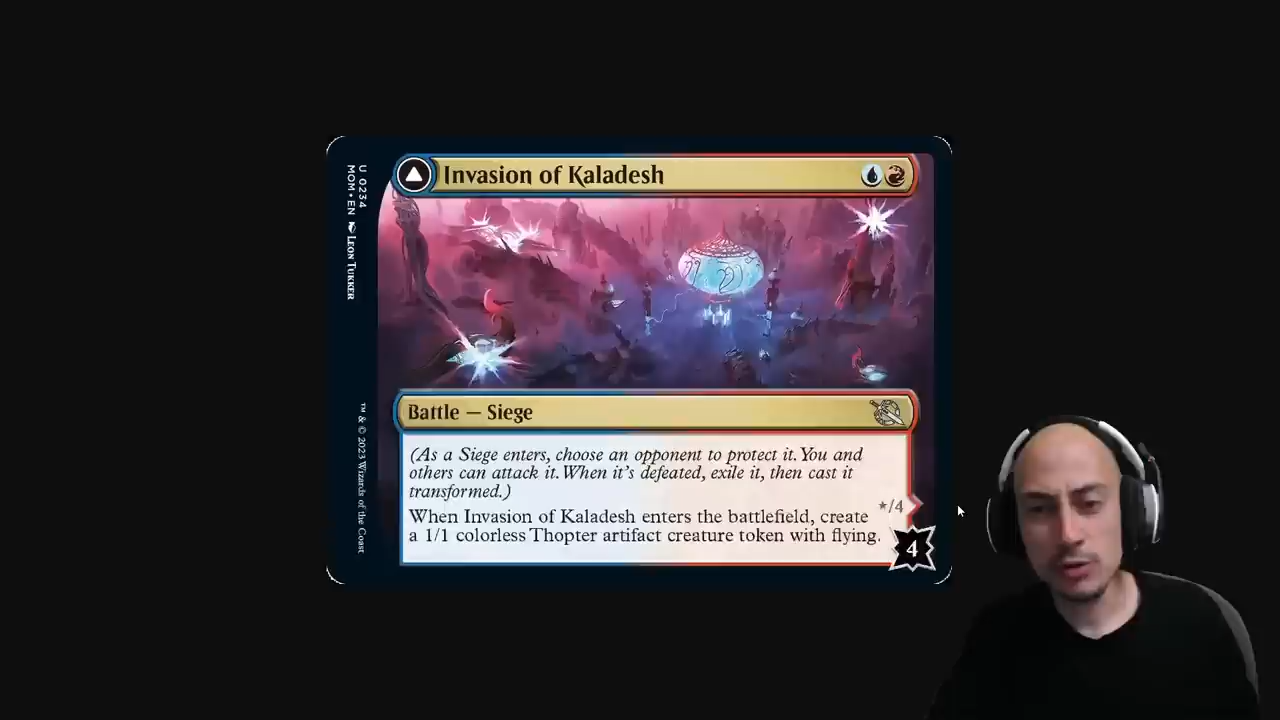 Invasion of Kaladesh
Battle — Siege
(As a Siege enters, choose an opponent to protect it. You and
others can attack it. When it's defeated, exile it, then cast it
transformed.)
When Invasion of Kaladesh enters the battlefield, create
a 1/1 colorless Thopter artifact creature token with flying.
*/4
4
U 0234
MOM • EN LEON TUKKER
™ & © 2023 Wizards of the Coast